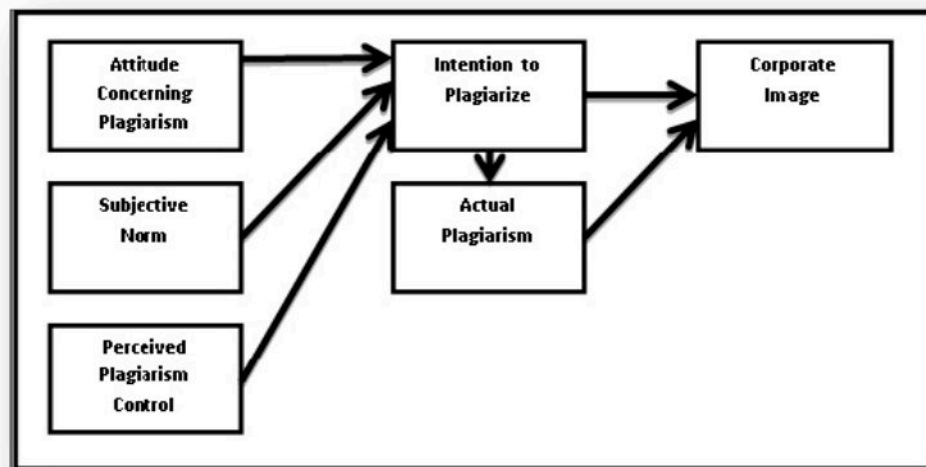 Attitude
Concerning
Plagiarism
Intention to
Plagiarize
Corporate
Image
Subjective
Norm
Actual
Plagiarism
Perceived
Plagiarism
Control